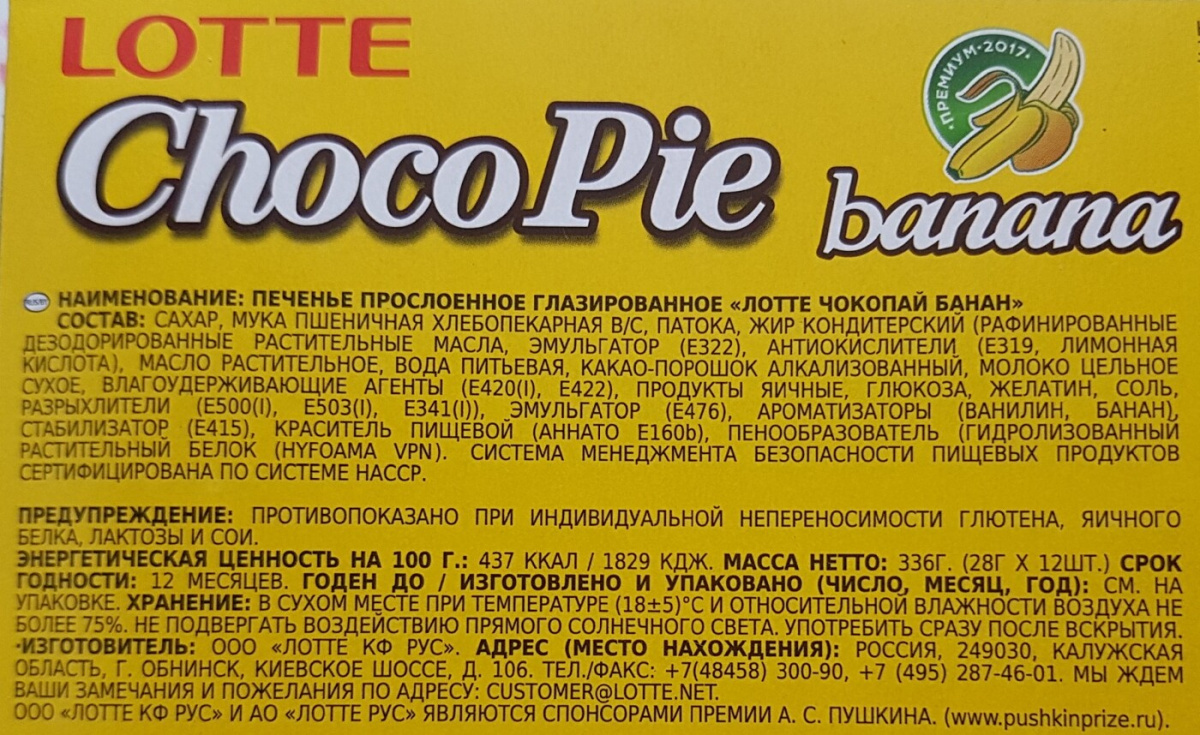 LOTTE
ПРЕМИУМ·2017·
ChocoPie
banana
НАИМЕНОВАНИЕ: ПЕЧЕНЬЕ ПРОСЛОЕННОЕ ГЛАЗИРОВАННОЕ «ЛОТТЕ ЧОКОПАЙ БАНАН»
СОСТАВ: САХАР, МУКА ПШЕНИЧНАЯ ХЛЕБОПЕКАРНАЯ В/С, ПАТОКА, ЖИР КОНДИТЕРСКИЙ (РАФИНИРОВАННЫЕ
ДЕЗОДОРИРОВАННЫЕ РАСТИТЕЛЬНЫЕ МАСЛА, ЭМУЛЬГАТОР (Е322), АНТИОКИСЛИТЕЛИ (Е319, ЛИМОННАЯ
КИСЛОТА), МАСЛО РАСТИТЕЛЬНОЕ, ВОДА ПИТЬЕВАЯ, КАКАО-ПОРОШОК АЛКАЛИЗОВАННЫЙ, МОЛОКО ЦЕЛЬНОЕ
СУХОЕ, ВЛАГОУДЕРЖИВАЮЩИЕ АГЕНТЫ (Е420(I), Е422), ПРОДУКТЫ ЯИЧНЫЕ, ГЛЮКОЗА, ЖЕЛАТИН, СОЛЬ,
РАЗРЫХЛИТЕЛИ (Е500(I), Е503(I), Е341(I)), ЭМУЛЬГАТОР (Е476), АРОМАТИЗАТОРЫ (ВАНИЛИН, БАНАН),
СТАБИЛИЗАТОР (Е415), КРАСИТЕЛЬ ПИЩЕВОЙ (АННАТО Е160b), ПЕНООБРАЗОВАТЕЛЬ (ГИДРОЛИЗОВАННЫЙ
РАСТИТЕЛЬНЫЙ БЕЛОК (HYFOAMA VPN). СИСТЕМА МЕНЕДЖМЕНТА БЕЗОПАСНОСТИ ПИЩЕВЫХ ПРОДУКТОВ
СЕРТИФИЦИРОВАНА ПО СИСТЕМЕ НАССР.
ПРЕДУПРЕЖДЕНИЕ: ПРОТИВОПОКАЗАНО ПРИ ИНДИВИДУАЛЬНОЙ НЕПЕРЕНОСИМОСТИ ГЛЮТЕНА, ЯИЧНОГО
БЕЛКА, ЛАКТОЗЫ И СОИ.
ЭНЕРГЕТИЧЕСКАЯ ЦЕННОСТЬ НА 100 Г.: 437 ККАЛ / 1829 КДЖ. МАССА НЕТТО: 336Г. (28Г Х 12ШТ.) СРОК
ГОДНОСТИ: 12 МЕСЯЦЕВ. ГОДЕН ДО / ИЗГОТОВЛЕНО И УПАКОВАНО (ЧИСЛО, МЕСЯЦ, ГОД): СМ. НА
УПАКОВКЕ. ХРАНЕНИЕ: В СУХОМ МЕСТЕ ПРИ ТЕМПЕРАТУРЕ (18±5)°С И ОТНОСИТЕЛЬНОЙ ВЛАЖНОСТИ ВОЗДУХА НЕ
БОЛЕЕ 75%. НЕ ПОДВЕРГАТЬ ВОЗДЕЙСТВИЮ ПРЯМОГО СОЛНЕЧНОГО СВЕТА. УПОТРЕБИТЬ СРАЗУ ПОСЛЕ ВСКРЫТИЯ.
·ИЗГОТОВИТЕЛЬ: ООО «ЛОТТЕ КФ РУС». АДРЕС (МЕСТО НАХОЖДЕНИЯ): РОССИЯ, 249030, КАЛУЖСКАЯ
ОБЛАСТЬ, Г. ОБНИНСК, КИЕВСКОЕ ШОССЕ, Д. 106. ТЕЛ./ФАКС: +7(48458) 300-90, +7 (495) 287-46-01. МЫ ЖДЕМ
ВАШИ ЗАМЕЧАНИЯ И ПОЖЕЛАНИЯ ПО АДРЕСУ: CUSTOMER@LOTTE.NET.
ООО «ЛОТТЕ КФ РУС» И АО «ЛОТТЕ РУС» ЯВЛЯЮТСЯ СПОНСОРАМИ ПРЕМИИ А. С. ПУШКИНА. (www.pushkinprize.ru).